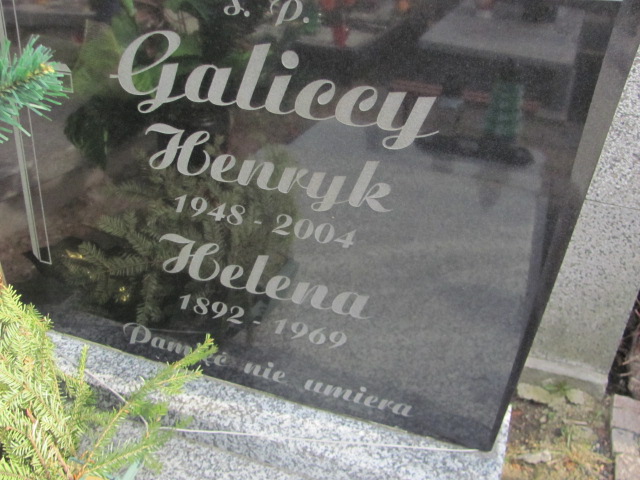 ś. p.
Galiccy
Henryk
1948 - 2004
Helena
1892 - 1969
Pamięć nie umiera